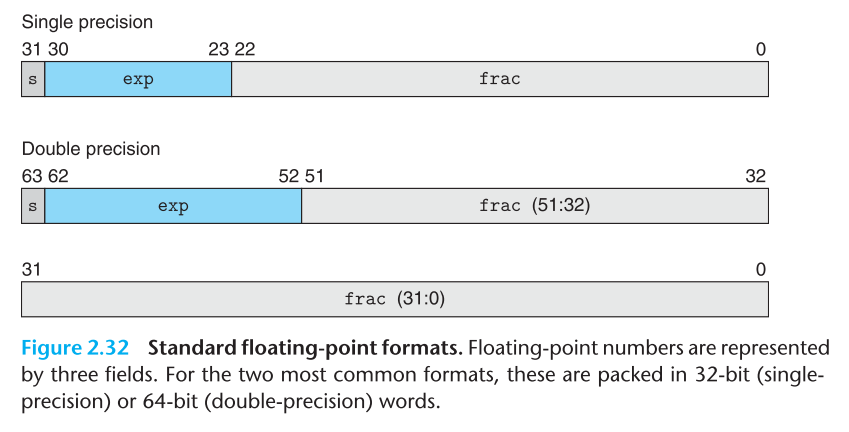 Single precision
31 30 23 22 0
s exp frac
Double precision
63 62 52 51 32
s exp frac (51:32)
31 0
frac (31:0)
Figure 2.32 Standard floating-point formats. Floating-point numbers are represented
by three fields. For the two most common formats, these are packed in 32-bit (single-
precision) or 64-bit (double-precision) words.